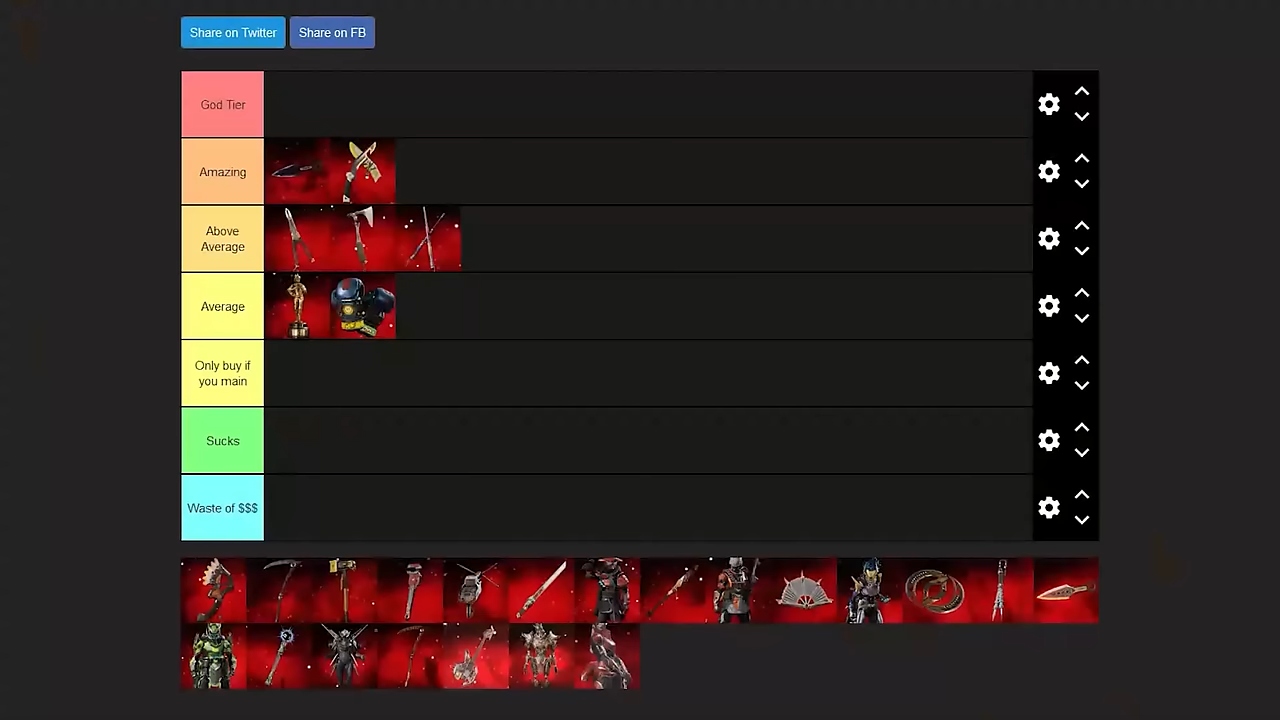 Share on Twitter
Share on FB
God Tier
Amazing
Above
Average
Average
Only buy if
you main
Sucks
Waste of $$$